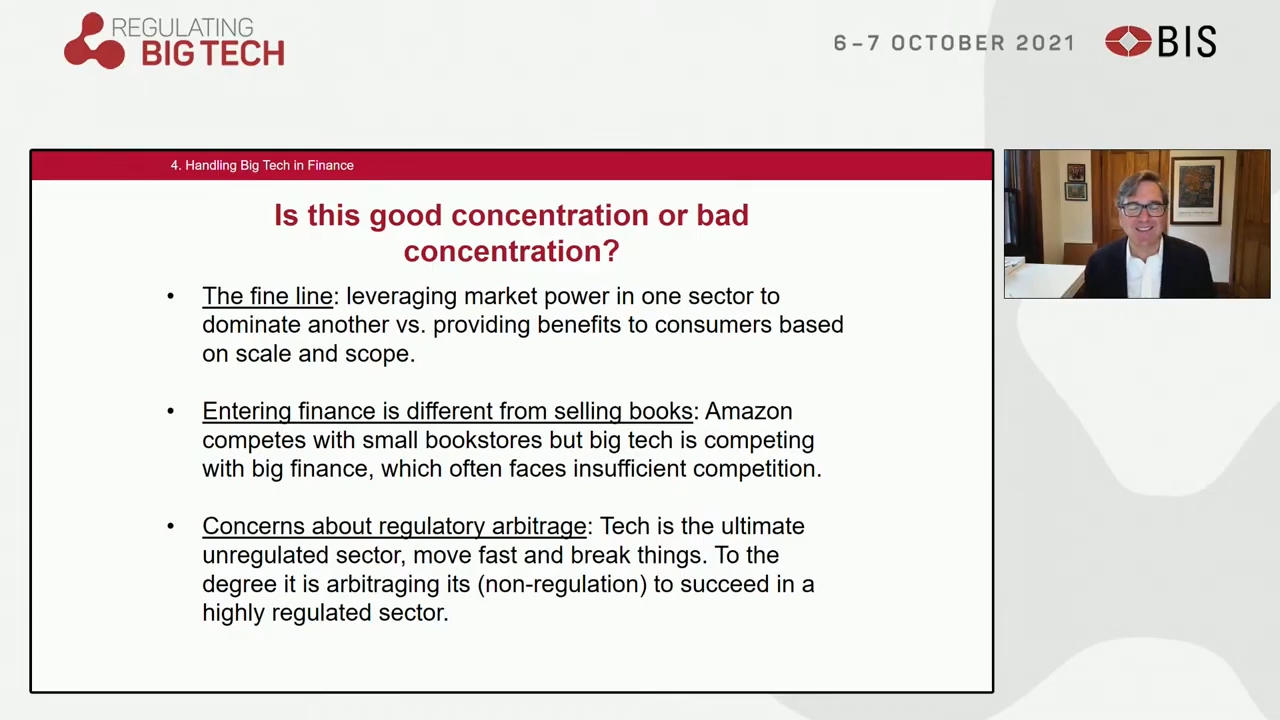 REGULATING
BIG TECH
6–7 OCTOBER 2021
BIS
4. Handling Big Tech in Finance
Is this good concentration or bad
concentration?
• The fine line: leveraging market power in one sector to
dominate another vs. providing benefits to consumers based
on scale and scope.
• Entering finance is different from selling books: Amazon
competes with small bookstores but big tech is competing
with big finance, which often faces insufficient competition.
• Concerns about regulatory arbitrage: Tech is the ultimate
unregulated sector, move fast and break things. To the
degree it is arbitraging its (non-regulation) to succeed in a
highly regulated sector.